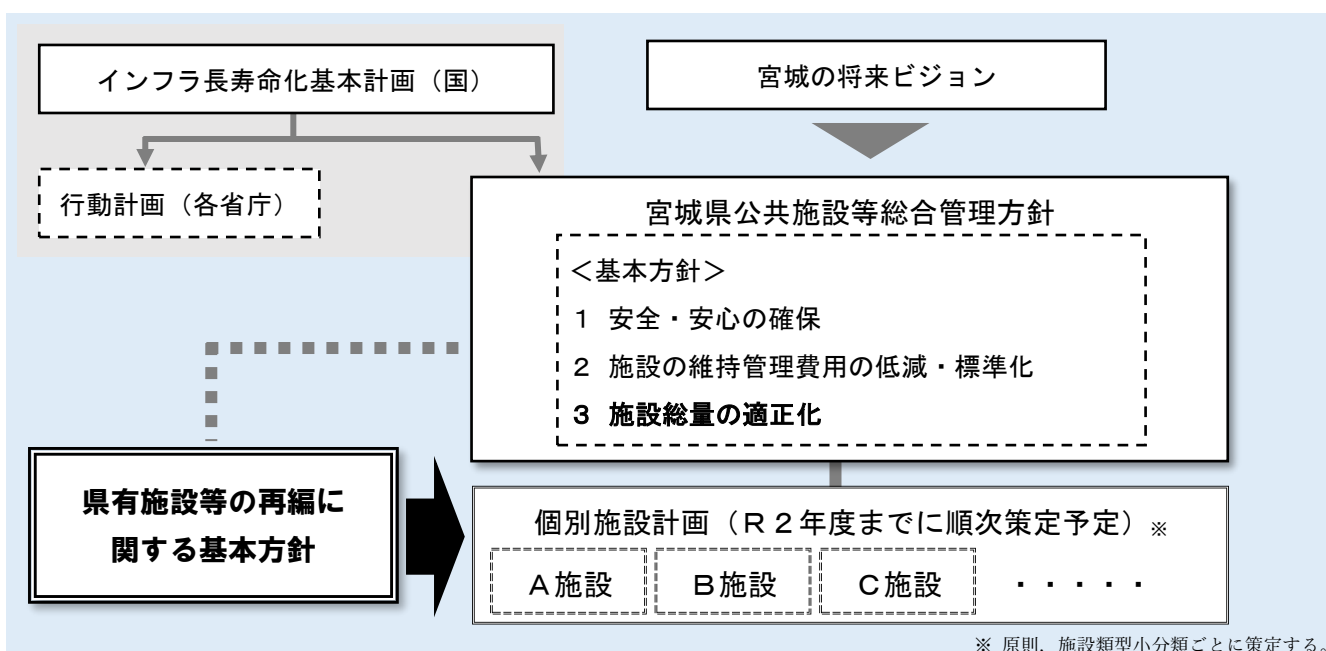 インフラ長寿命化基本計画（国）
宮城の将来ビジョン
行動計画（各省庁）
宮城県公共施設等総合管理方針
＜基本方針＞
１ 安全・安心の確保
２ 施設の維持管理費用の低減・標準化
３ 施設総量の適正化
県有施設等の再編に
関する基本方針
個別施設計画（Ｒ２年度までに順次策定予定）※
Ａ施設 Ｂ施設 Ｃ施設 ・・・・・
※ 原則，施設類型小分類ごとに策定する。